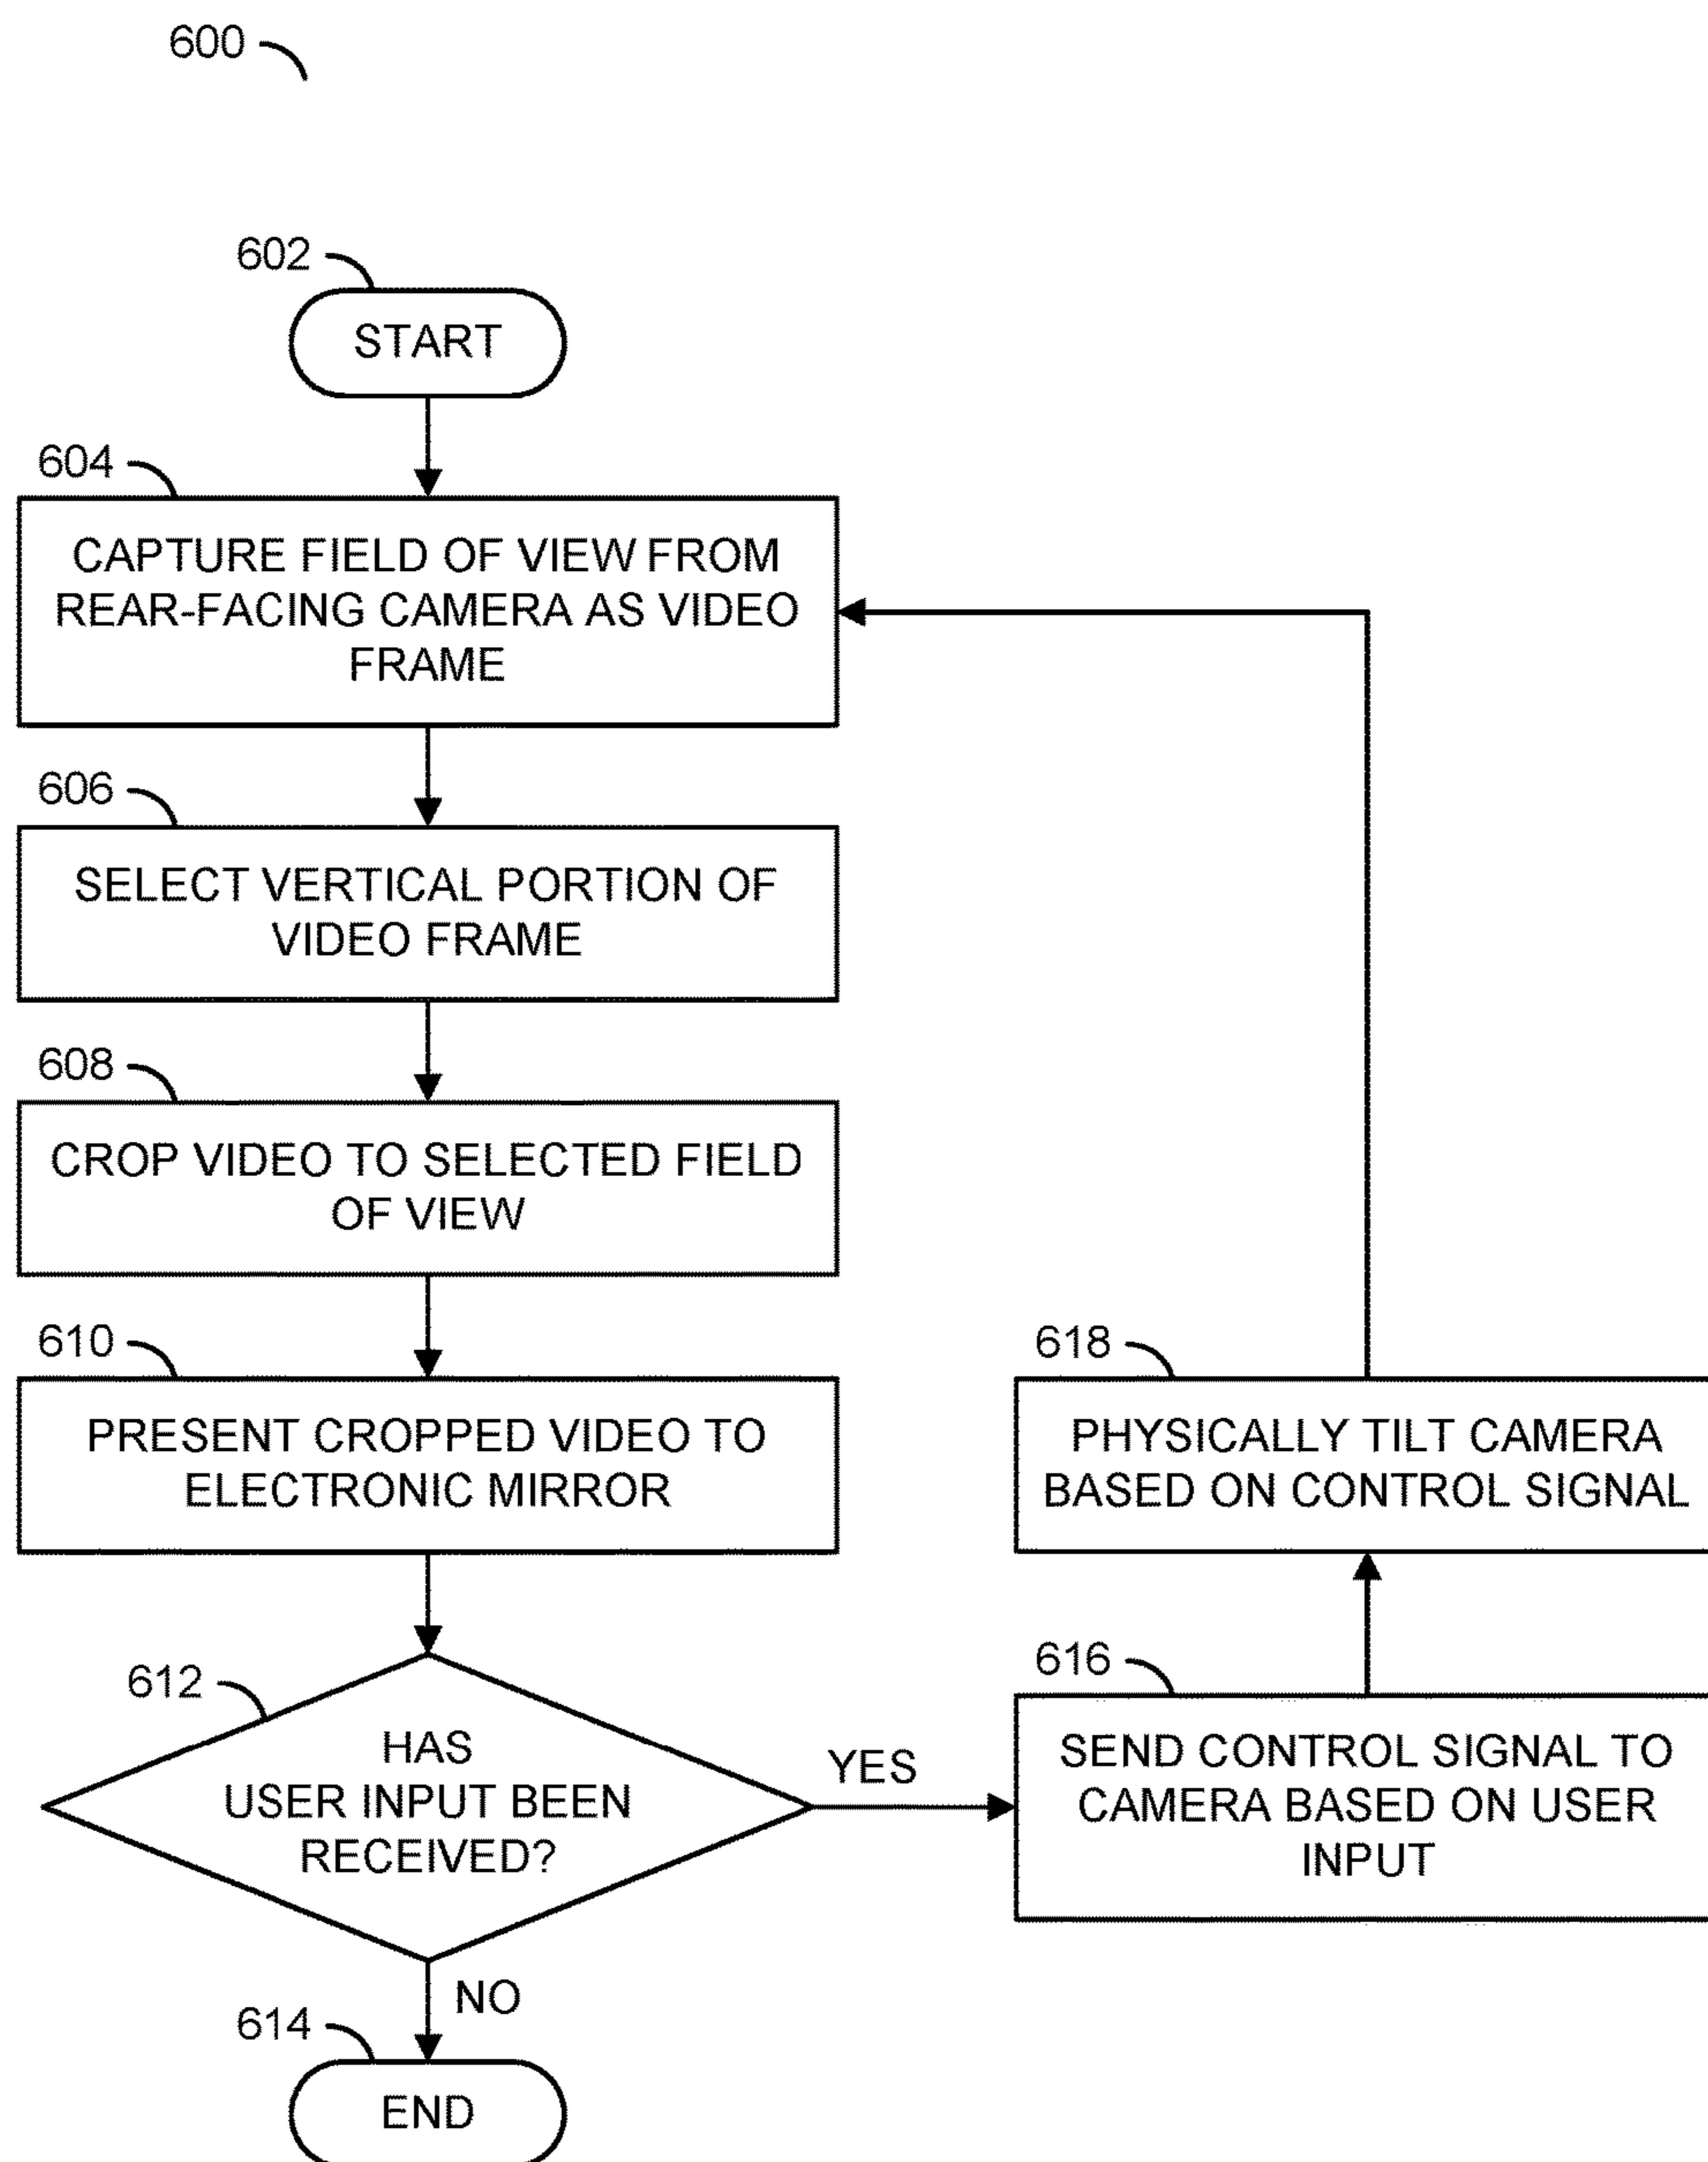 600
602
START
604
CAPTURE FIELD OF VIEW FROM
REAR-FACING CAMERA AS VIDEO
FRAME
606
SELECT VERTICAL PORTION OF
VIDEO FRAME
608
CROP VIDEO TO SELECTED FIELD
OF VIEW
610
PRESENT CROPPED VIDEO TO
ELECTRONIC MIRROR
612
HAS
USER INPUT BEEN
RECEIVED?
YES
NO
614
END
616
SEND CONTROL SIGNAL TO
CAMERA BASED ON USER
INPUT
618
PHYSICALLY TILT CAMERA
BASED ON CONTROL SIGNAL